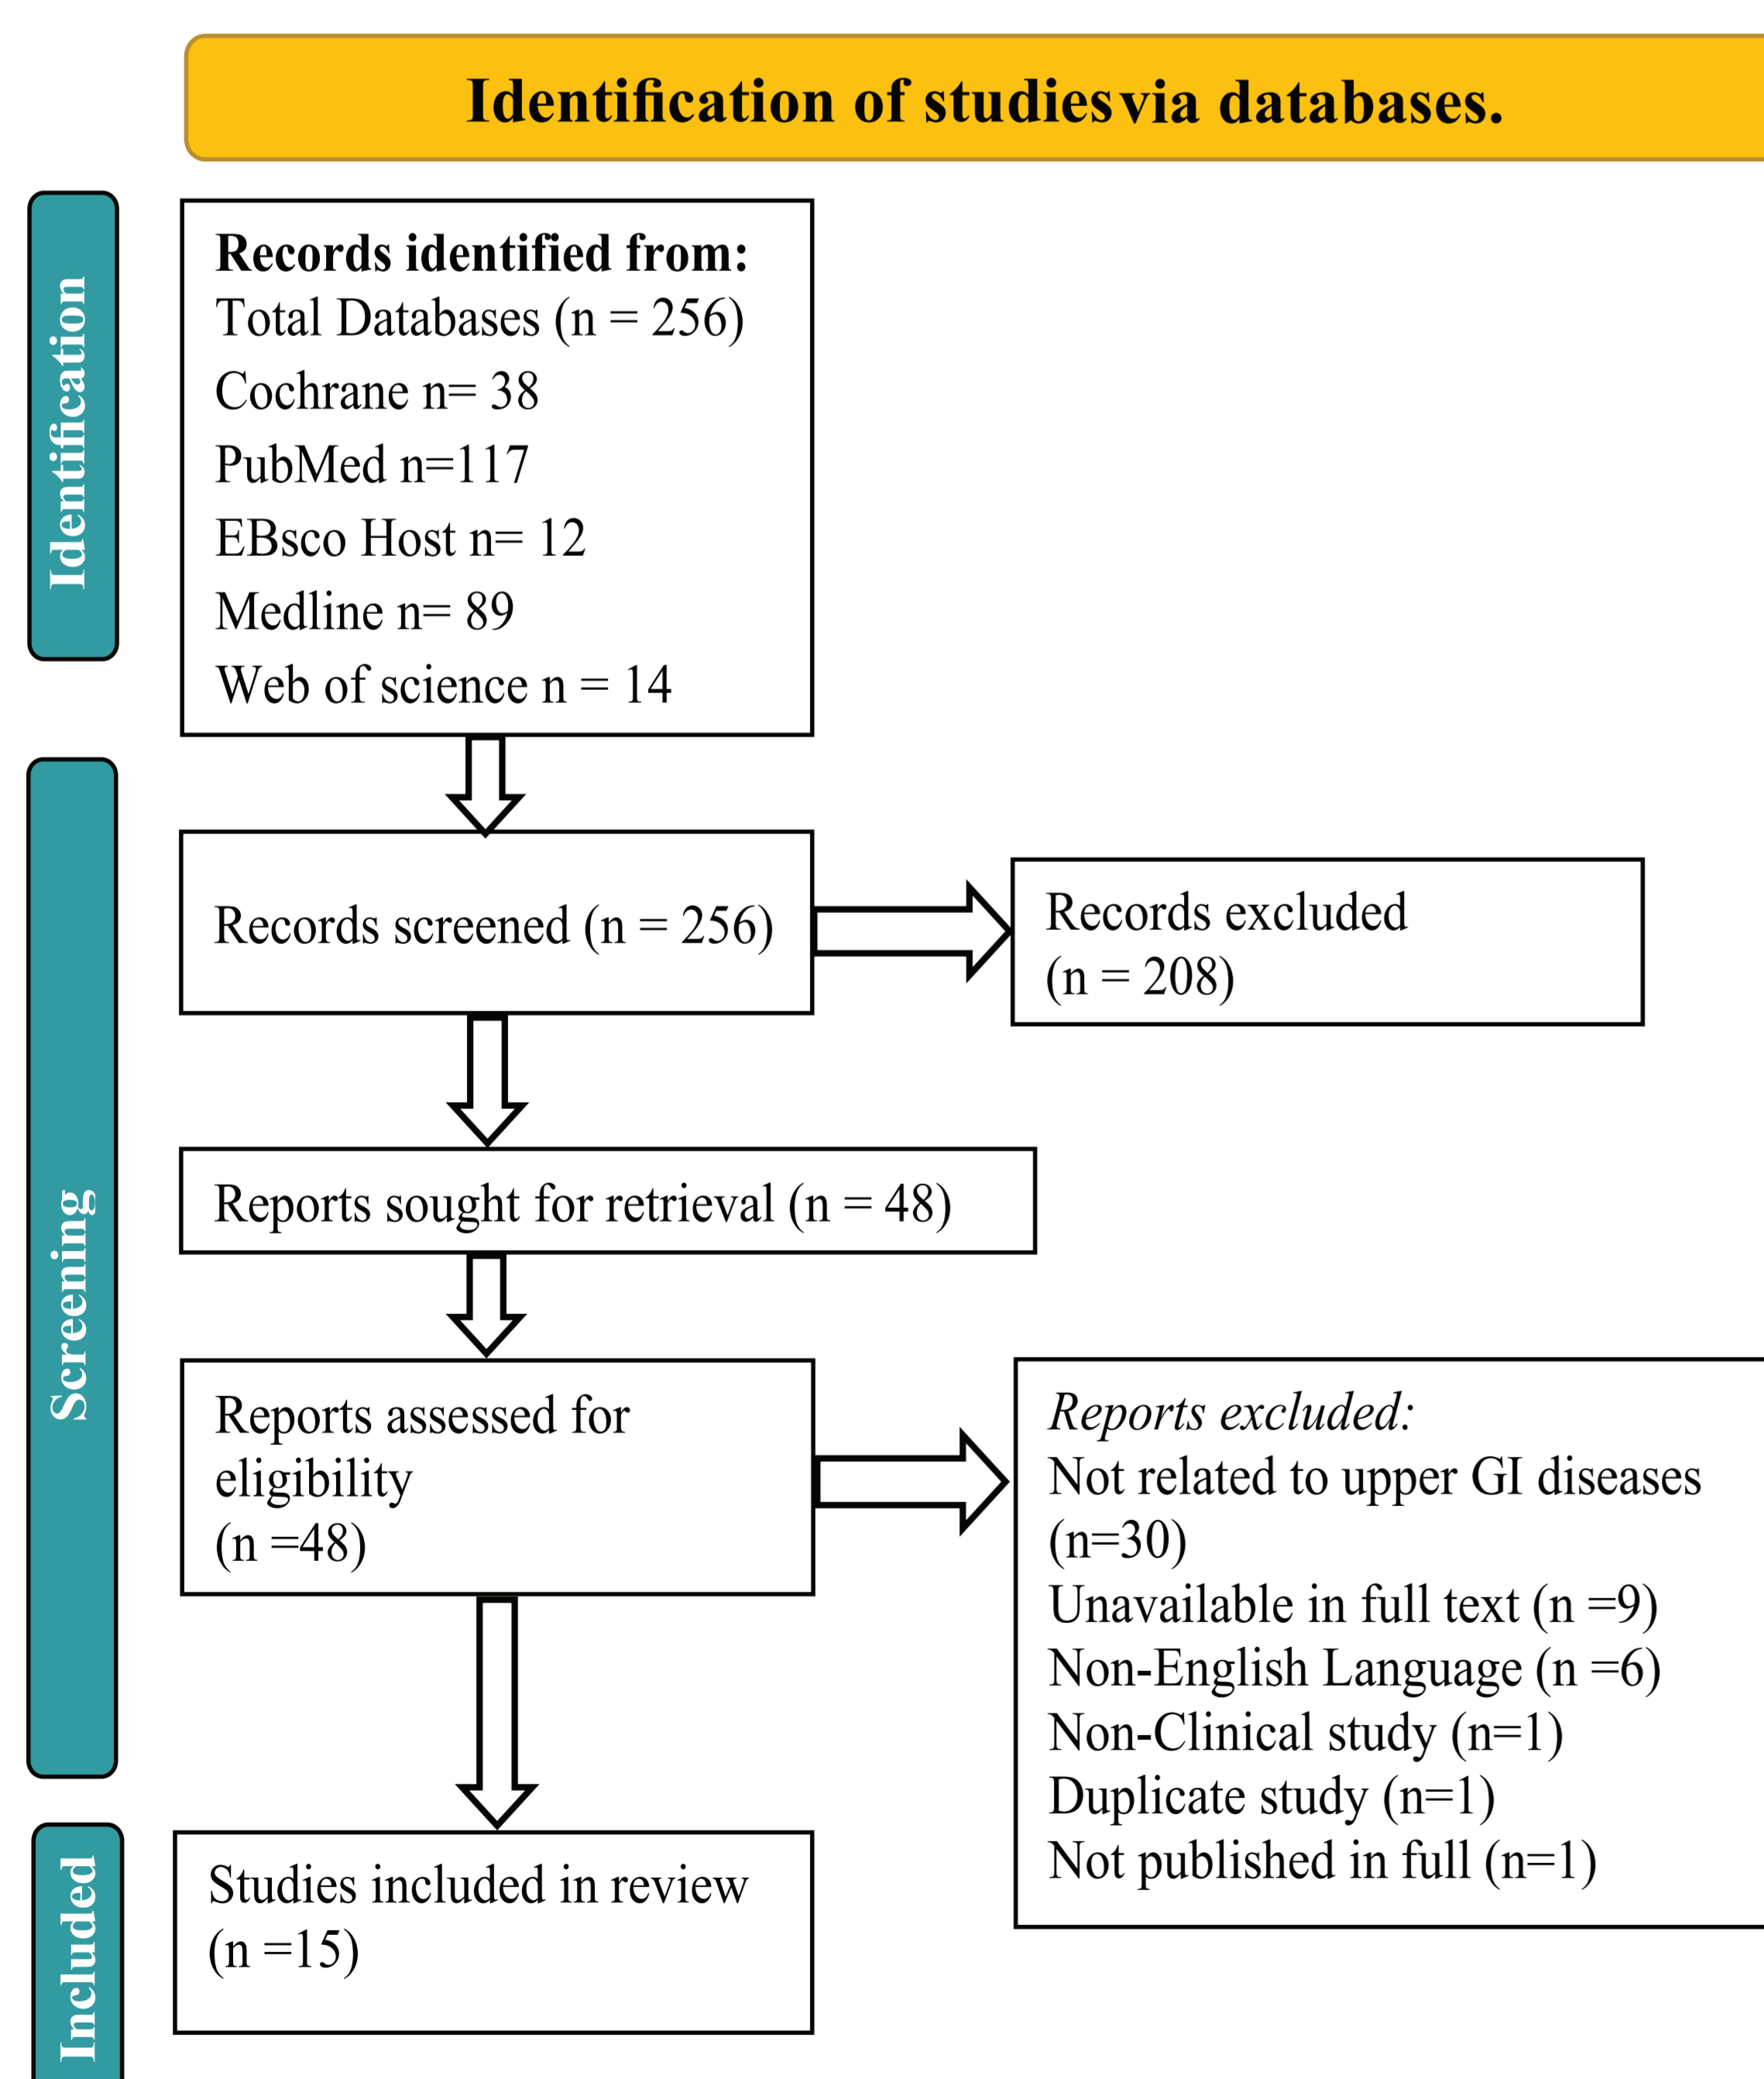 Identification of studies via databases.
Identification
Records identified from:
Total Databases (n = 256)
Cochrane n= 38
PubMed n=117
EBsco Host n= 12
Medline n= 89
Web of science n = 14
Screening
Records screened (n = 256)
Records excluded
(n = 208)
Reports sought for retrieval (n = 48)
Reports assessed for
eligibility
(n =48)
Reports excluded:
Not related to upper GI diseases
(n=30)
Unavailable in full text (n =9)
Non-English Language (n =6)
Non-Clinical study (n=1)
Duplicate study (n=1)
Not published in full (n=1)
Included
Studies included in review
(n =15)